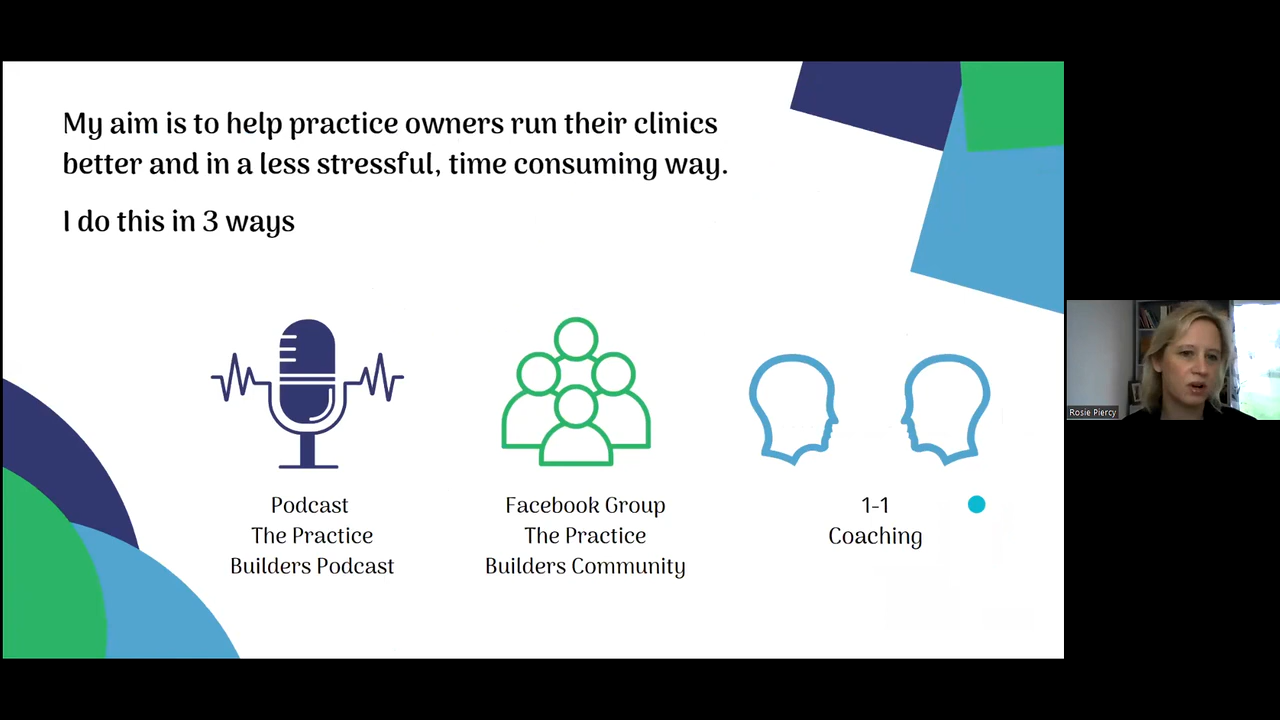 My aim is to help practice owners run their clinics
better and in a less stressful, time consuming way.
I do this in 3 ways
Podcast
The Practice
Builders Podcast
Facebook Group
The Practice
Builders Community
1-1
Coaching
Rosie Piercy